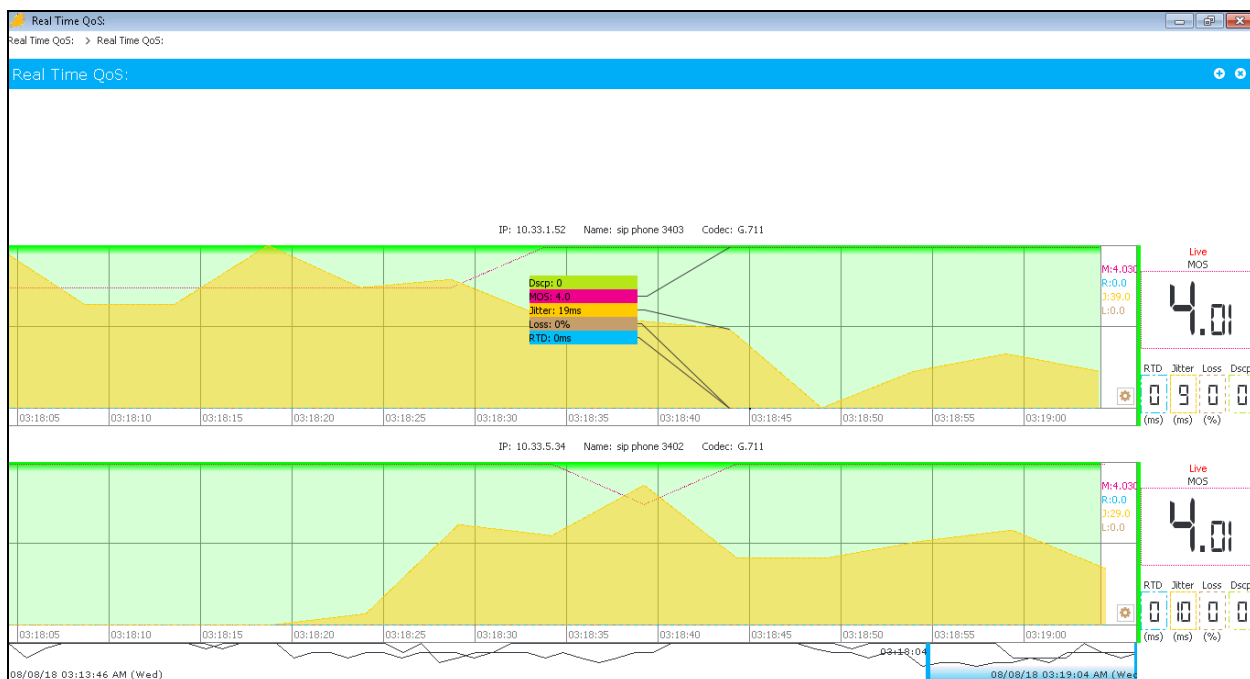 Real Time QoS:
Real Time QoS: > Real Time QoS:
Real Time QoS:
IP: 10.33.1.52 Name: sip phone 3403 Codec: G.711
Live
MOS
4.01
M:4.030
R:0.0
J:39.0
L:0.0
Dscp: 0
MOS: 4.0
Jitter: 19ms
Loss: 0%
RTD: 0ms
RTD Jitter Loss Dscp
0 9 0 0
(ms) (ms) (%)
03:18:05 03:18:10 03:18:15 03:18:20 03:18:25 03:18:30 03:18:35 03:18:40 03:18:45 03:18:50 03:18:55 03:19:00
IP: 10.33.5.34 Name: sip phone 3402 Codec: G.711
Live
MOS
4.01
M:4.030
R:0.0
J:29.0
L:0.0
RTD Jitter Loss Dscp
0 10 0 0
(ms) (ms) (%)
03:18:05 03:18:10 03:18:15 03:18:20 03:18:25 03:18:30 03:18:35 03:18:40 03:18:45 03:18:50 03:18:55 03:19:00
03:18:04
08/08/18 03:13:46 AM (Wed) 08/08/18 03:19:04 AM (Wed